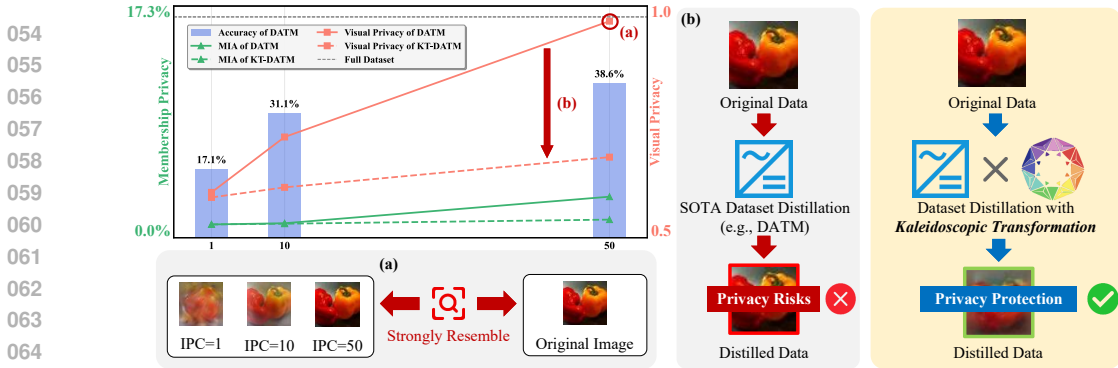 054
055
056
057
058
059
060
061
062
063
064
17.3%
Membership Privacy
0.0%
Accuracy of DATM
MIA of DATM
MIA of KT-DATM
Visual Privacy of DATM
Visual Privacy of KT-DATM
Full Dataset
17.1%
31.1%
38.6%
(a)
(b)
1
10
50
1.0
Visual Privacy
0.5
(a)
IPC=1
IPC=10
IPC=50
Strongly Resemble
Original Image
(b)
Original Data
SOTA Dataset Distillation
(e.g., DATM)
Privacy Risks
Distilled Data
Original Data
Dataset Distillation with
Kaleidoscopic Transformation
Privacy Protection
Distilled Data